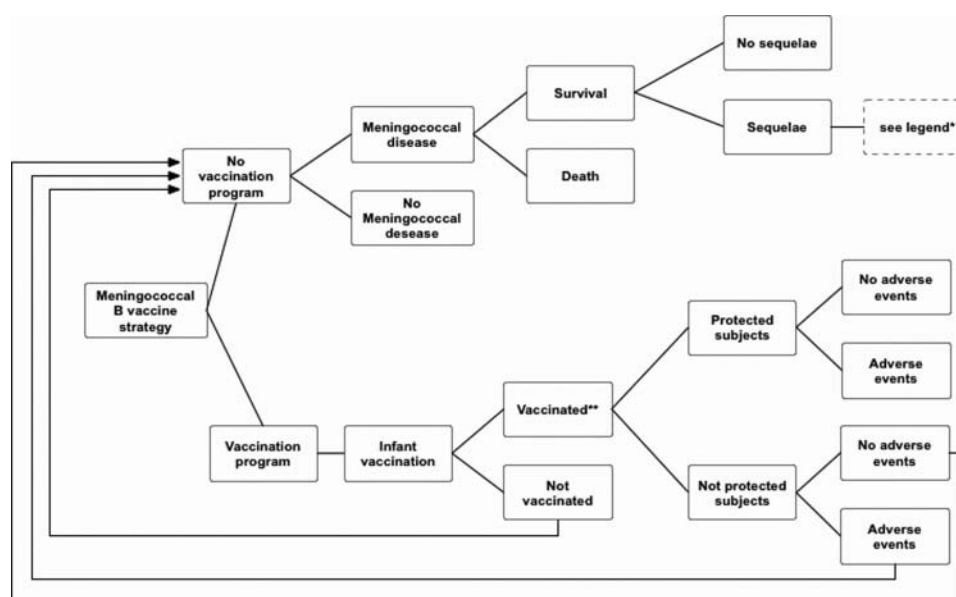 No sequelae
Survival
Meningococcal
disease
Sequelae
see legend*
No
vaccination
program
Death
No
Meningococcal
desease
Meningococcal
B vaccine
strategy
No adverse
events
Protected
subjects
Adverse
events
Vaccinated**
Vaccination
program
Infant
vaccination
No adverse
events
Not
vaccinated
Not protected
subjects
Adverse
events